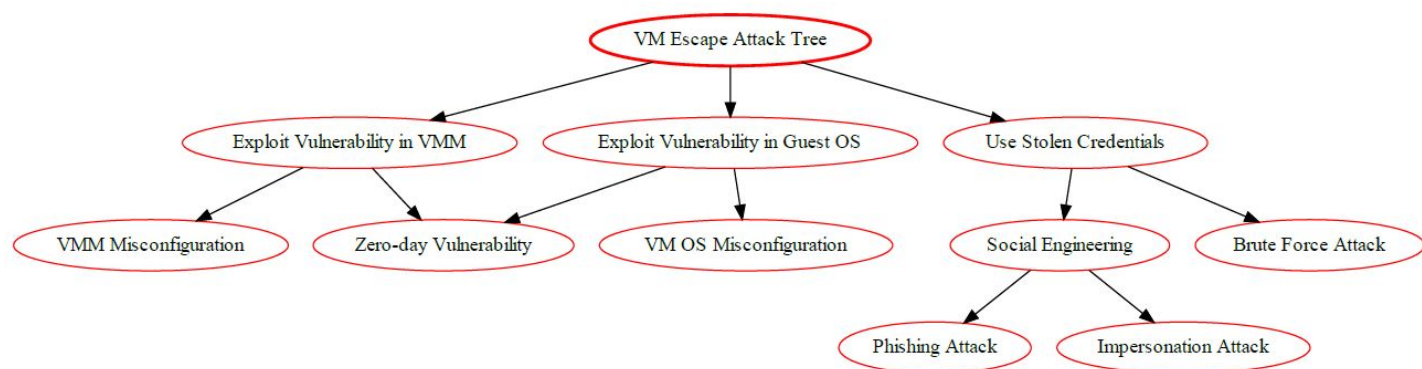 VM Escape Attack Tree
Exploit Vulnerability in VMM
Exploit Vulnerability in Guest OS
Use Stolen Credentials
VMM Misconfiguration
Zero-day Vulnerability
VM OS Misconfiguration
Social Engineering
Brute Force Attack
Phishing Attack
Impersonation Attack